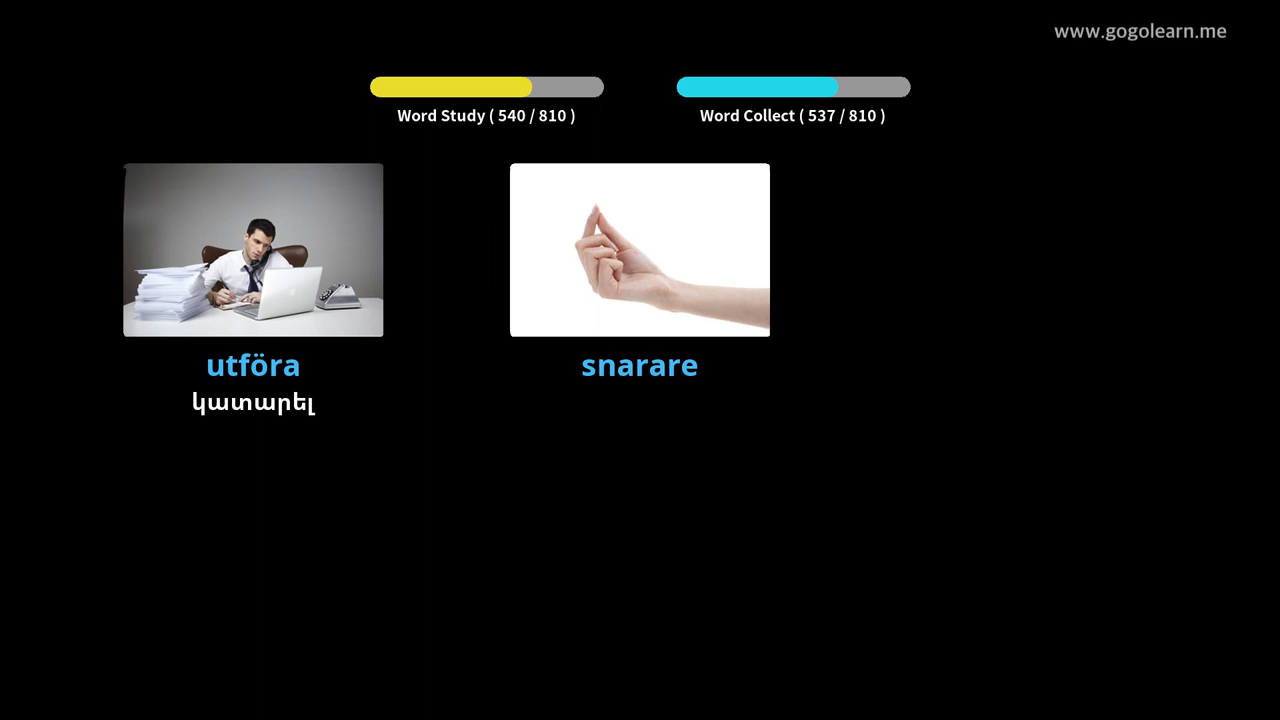 www.gogolearn.me
Word Study ( 540 / 810 )
Word Collect ( 537 / 810 )
utföra
կատարել
snarare